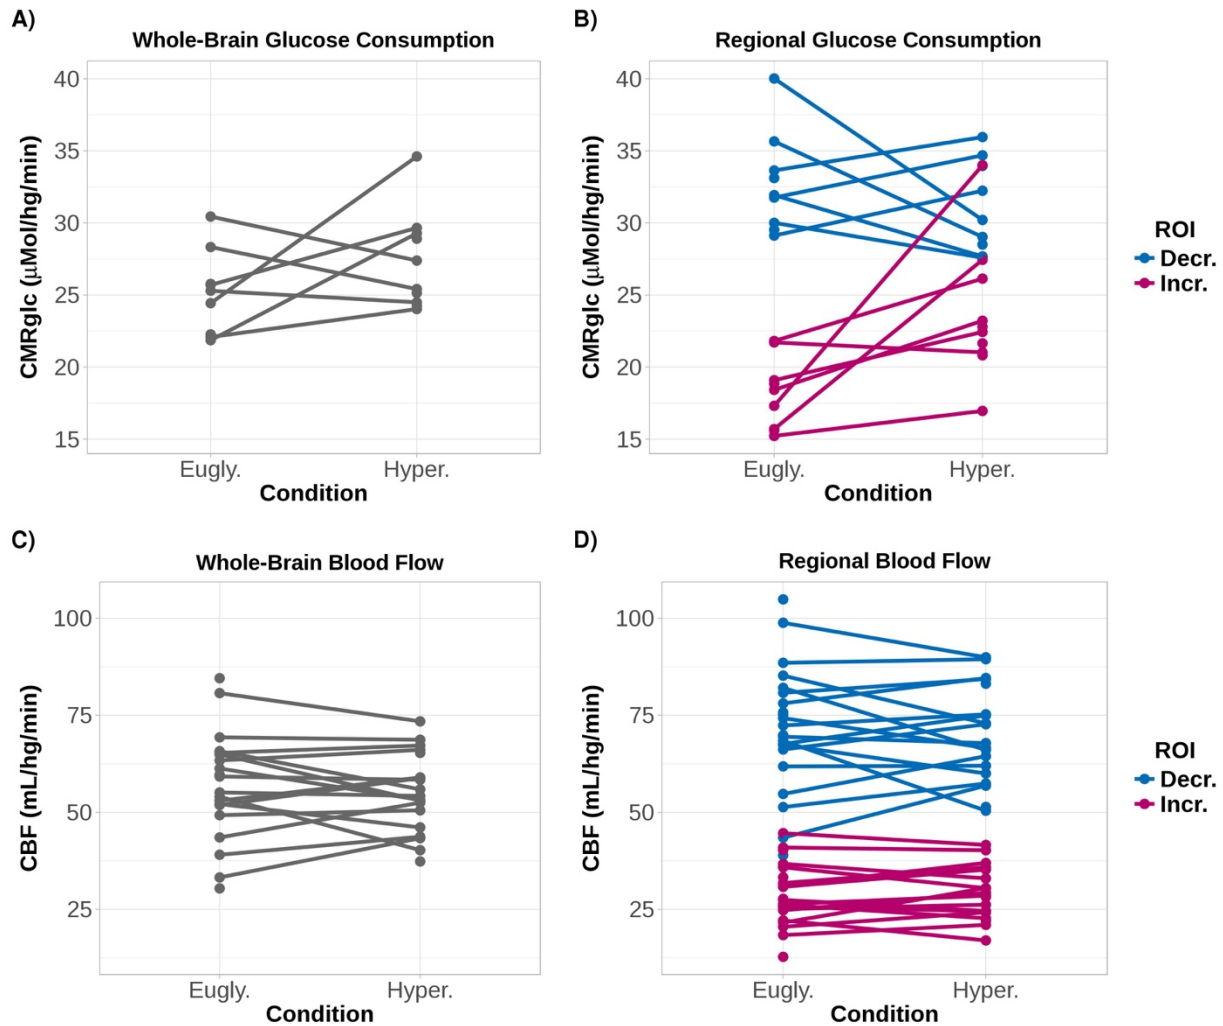 A)
Whole-Brain Glucose Consumption
CMRglc (μMol/hg/min)
40
35
30
25
20
15
Eugly.
Hyper.
Condition
B)
Regional Glucose Consumption
CMRglc (μMol/hg/min)
40
35
30
25
20
15
Eugly.
Hyper.
Condition
ROI
Decr.
Incr.
C)
Whole-Brain Blood Flow
CBF (mL/hg/min)
100
75
50
25
Eugly.
Hyper.
Condition
D)
Regional Blood Flow
CBF (mL/hg/min)
100
75
50
25
Eugly.
Hyper.
Condition
ROI
Decr.
Incr.